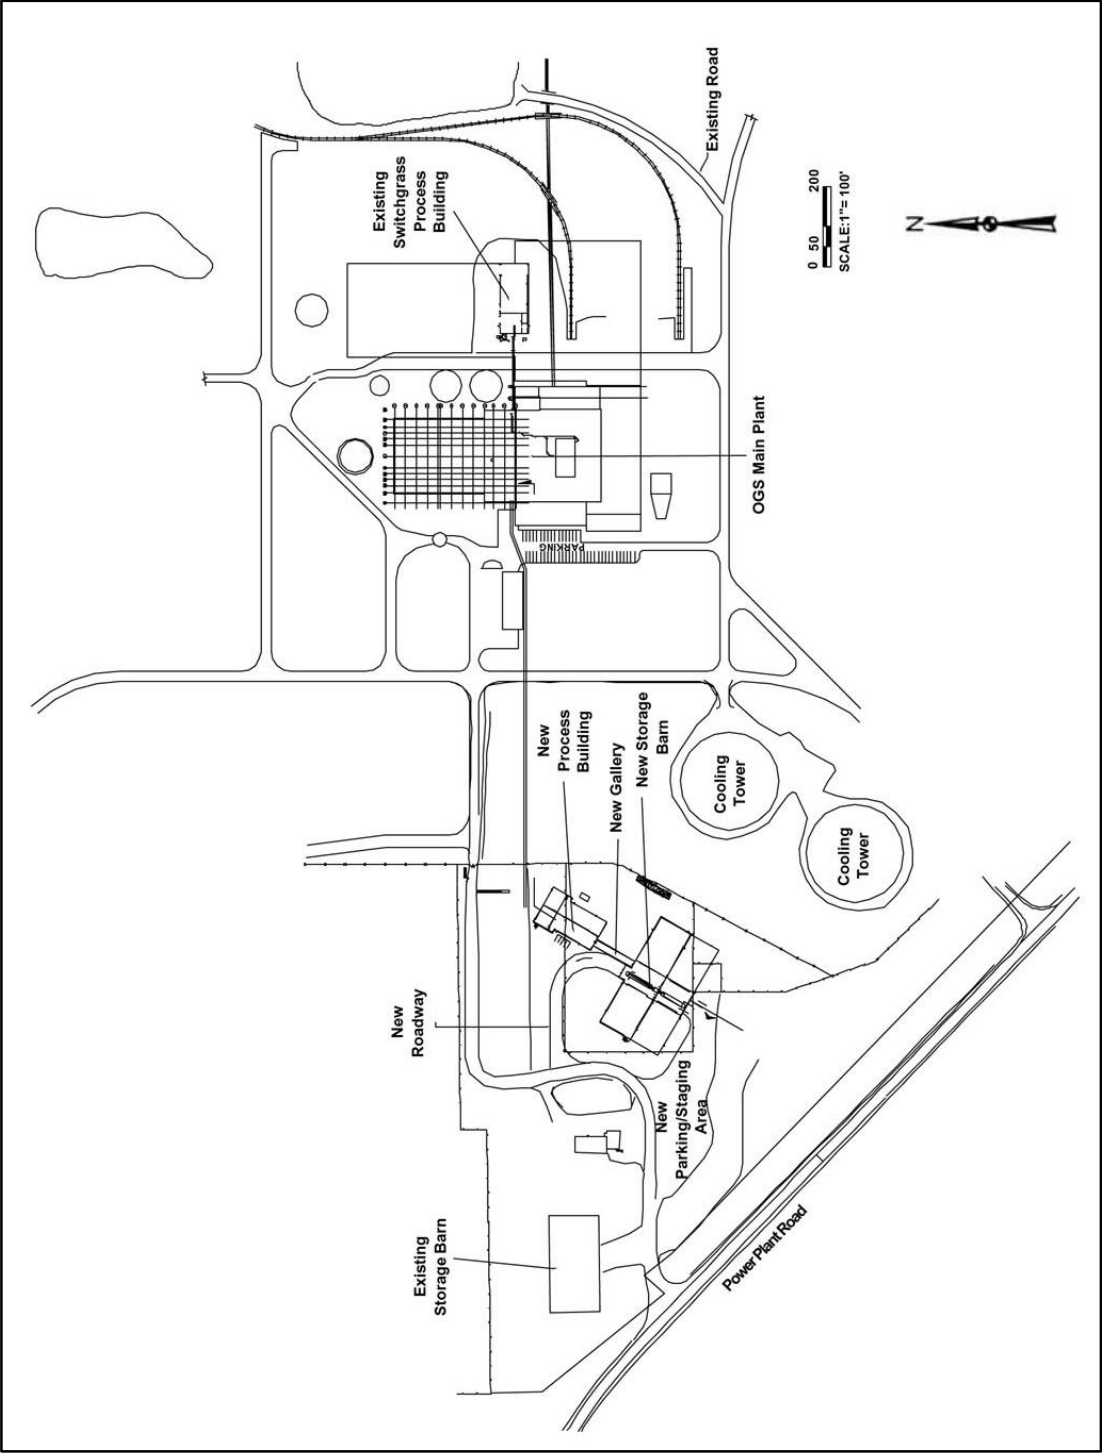 Existing
Switchgrass
Process
Building
Existing Road
0 50 200
SCALE:1"= 100'
N
OGS Main Plant
PARKING
New
Process
Building
New Gallery
New Storage
Barn
Cooling
Tower
Cooling
Tower
New
Roadway
New
Parking/Staging
Area
Existing
Storage Barn
Power Plant Road